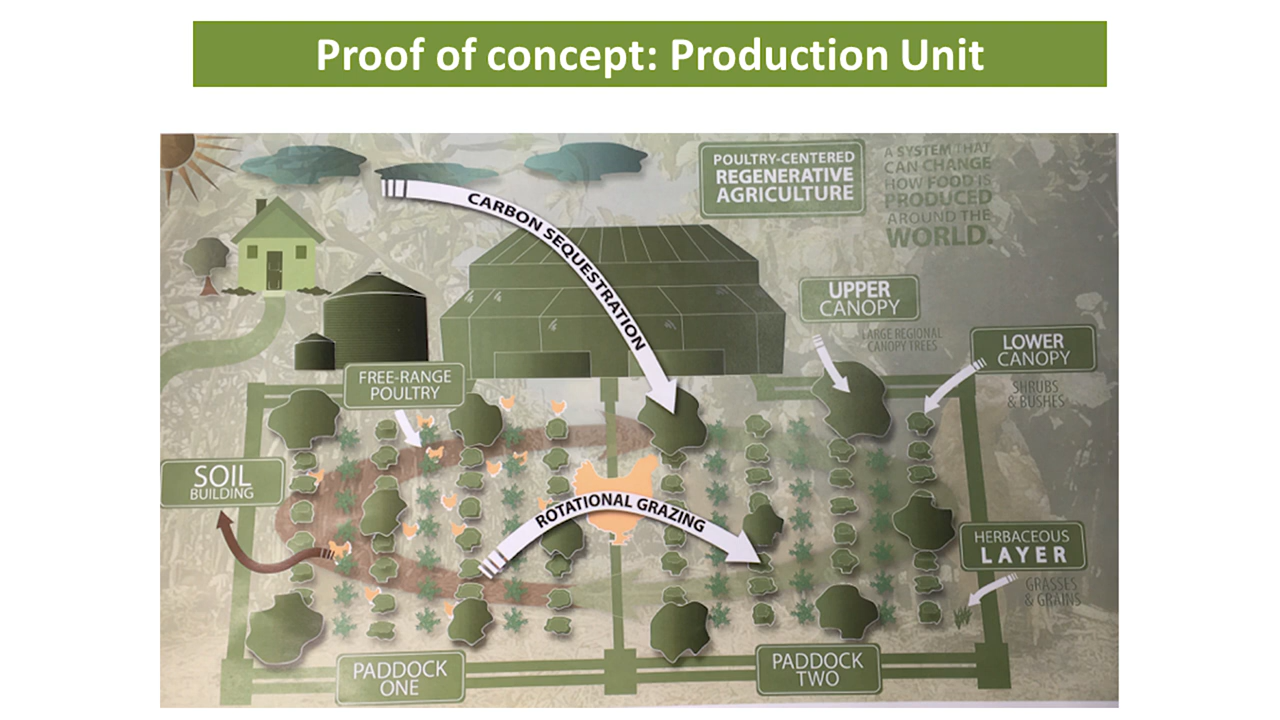 Proof of concept: Production Unit
POULTRY-CENTERED
REGENERATIVE
AGRICULTURE
A SYSTEM THAT
CAN CHANGE
HOW FOOD IS
PRODUCED
AROUND THE
WORLD.
CARBON SEQUESTRATION
UPPER
CANOPY
LARGE REGIONAL
CANOPY TREES
LOWER
CANOPY
SHRUBS
& BUSHES
FREE-RANGE
POULTRY
SOIL
BUILDING
ROTATIONAL GRAZING
HERBACEOUS
LAYER
GRASSES
& GRAINS
PADDOCK
ONE
PADDOCK
TWO